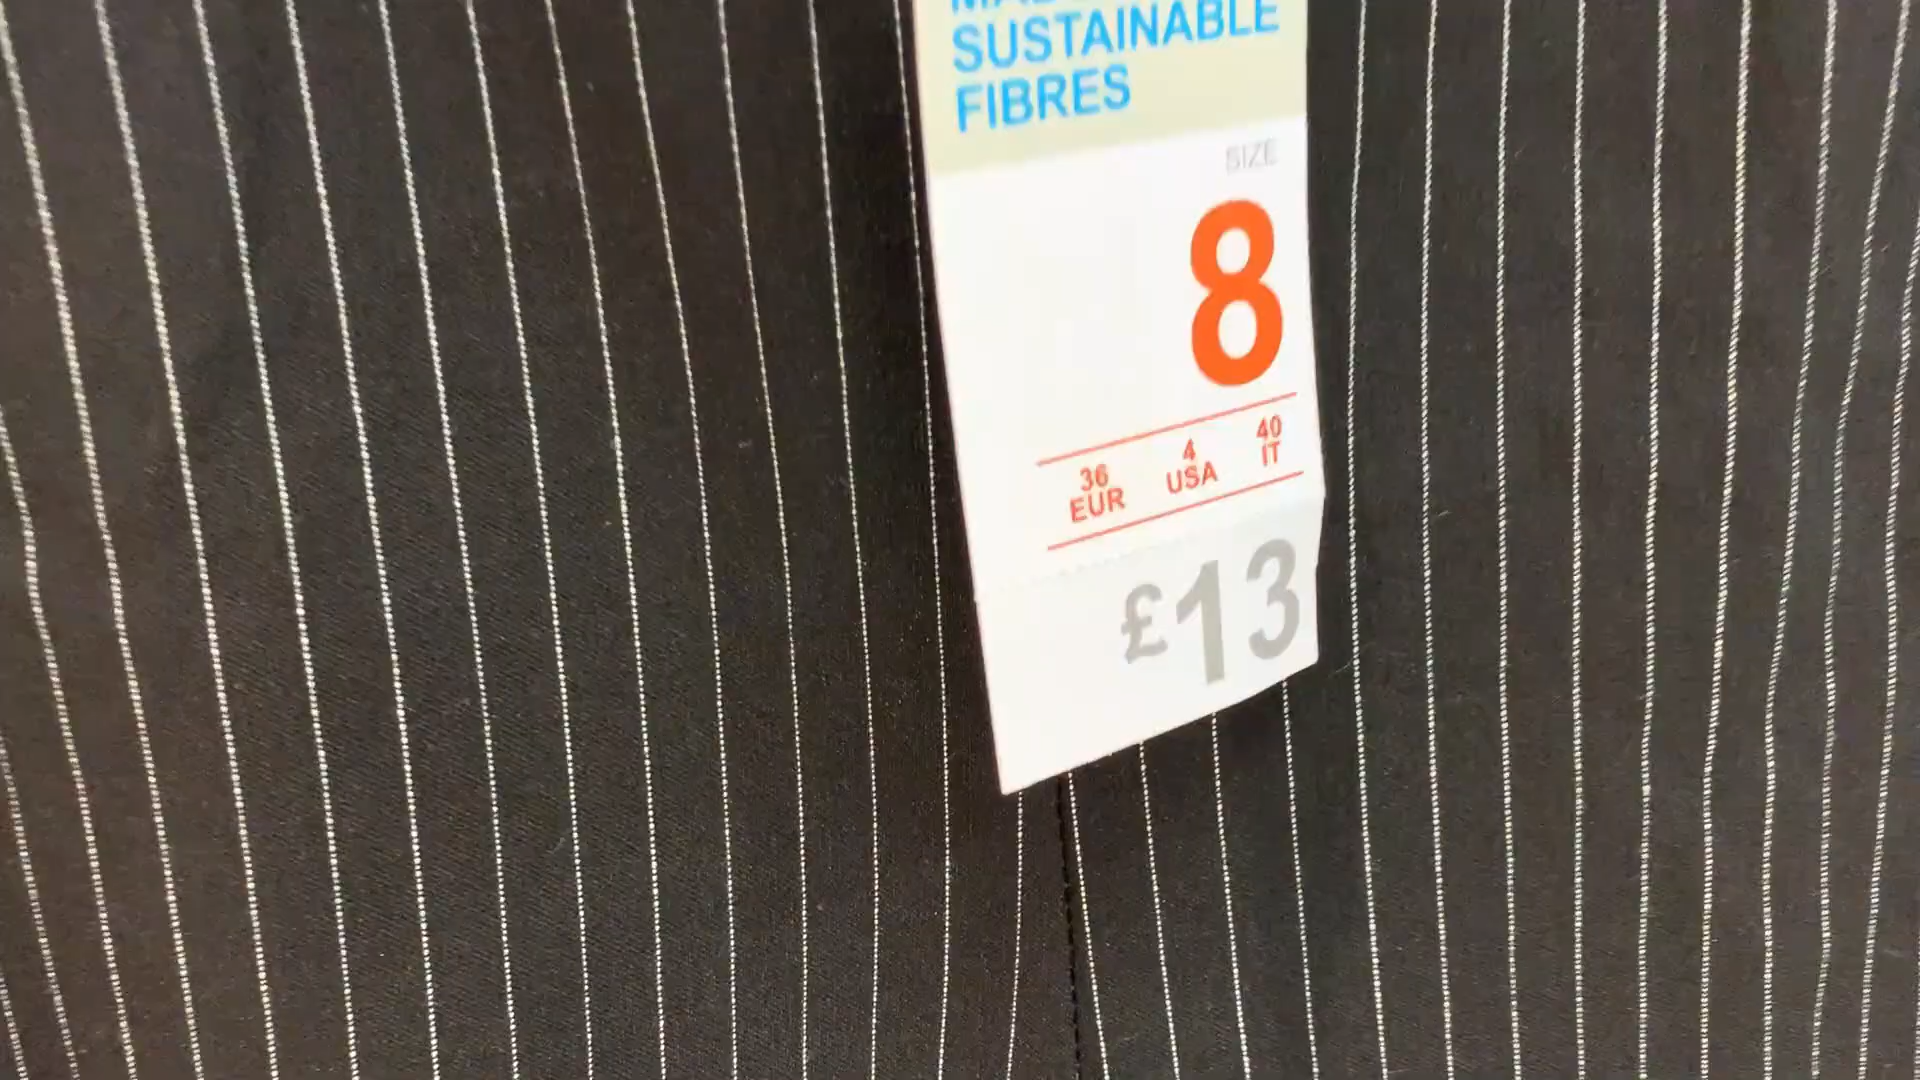 SUSTAINABLE
FIBRES
SIZE
8
36 4 40
EUR USA IT
£13